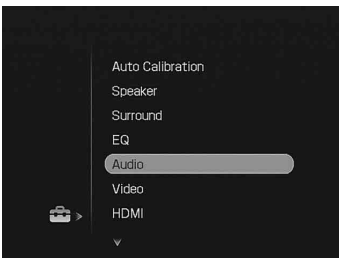 Auto Calibration
Speaker
Surround
EQ
Audio
Video
HDMI